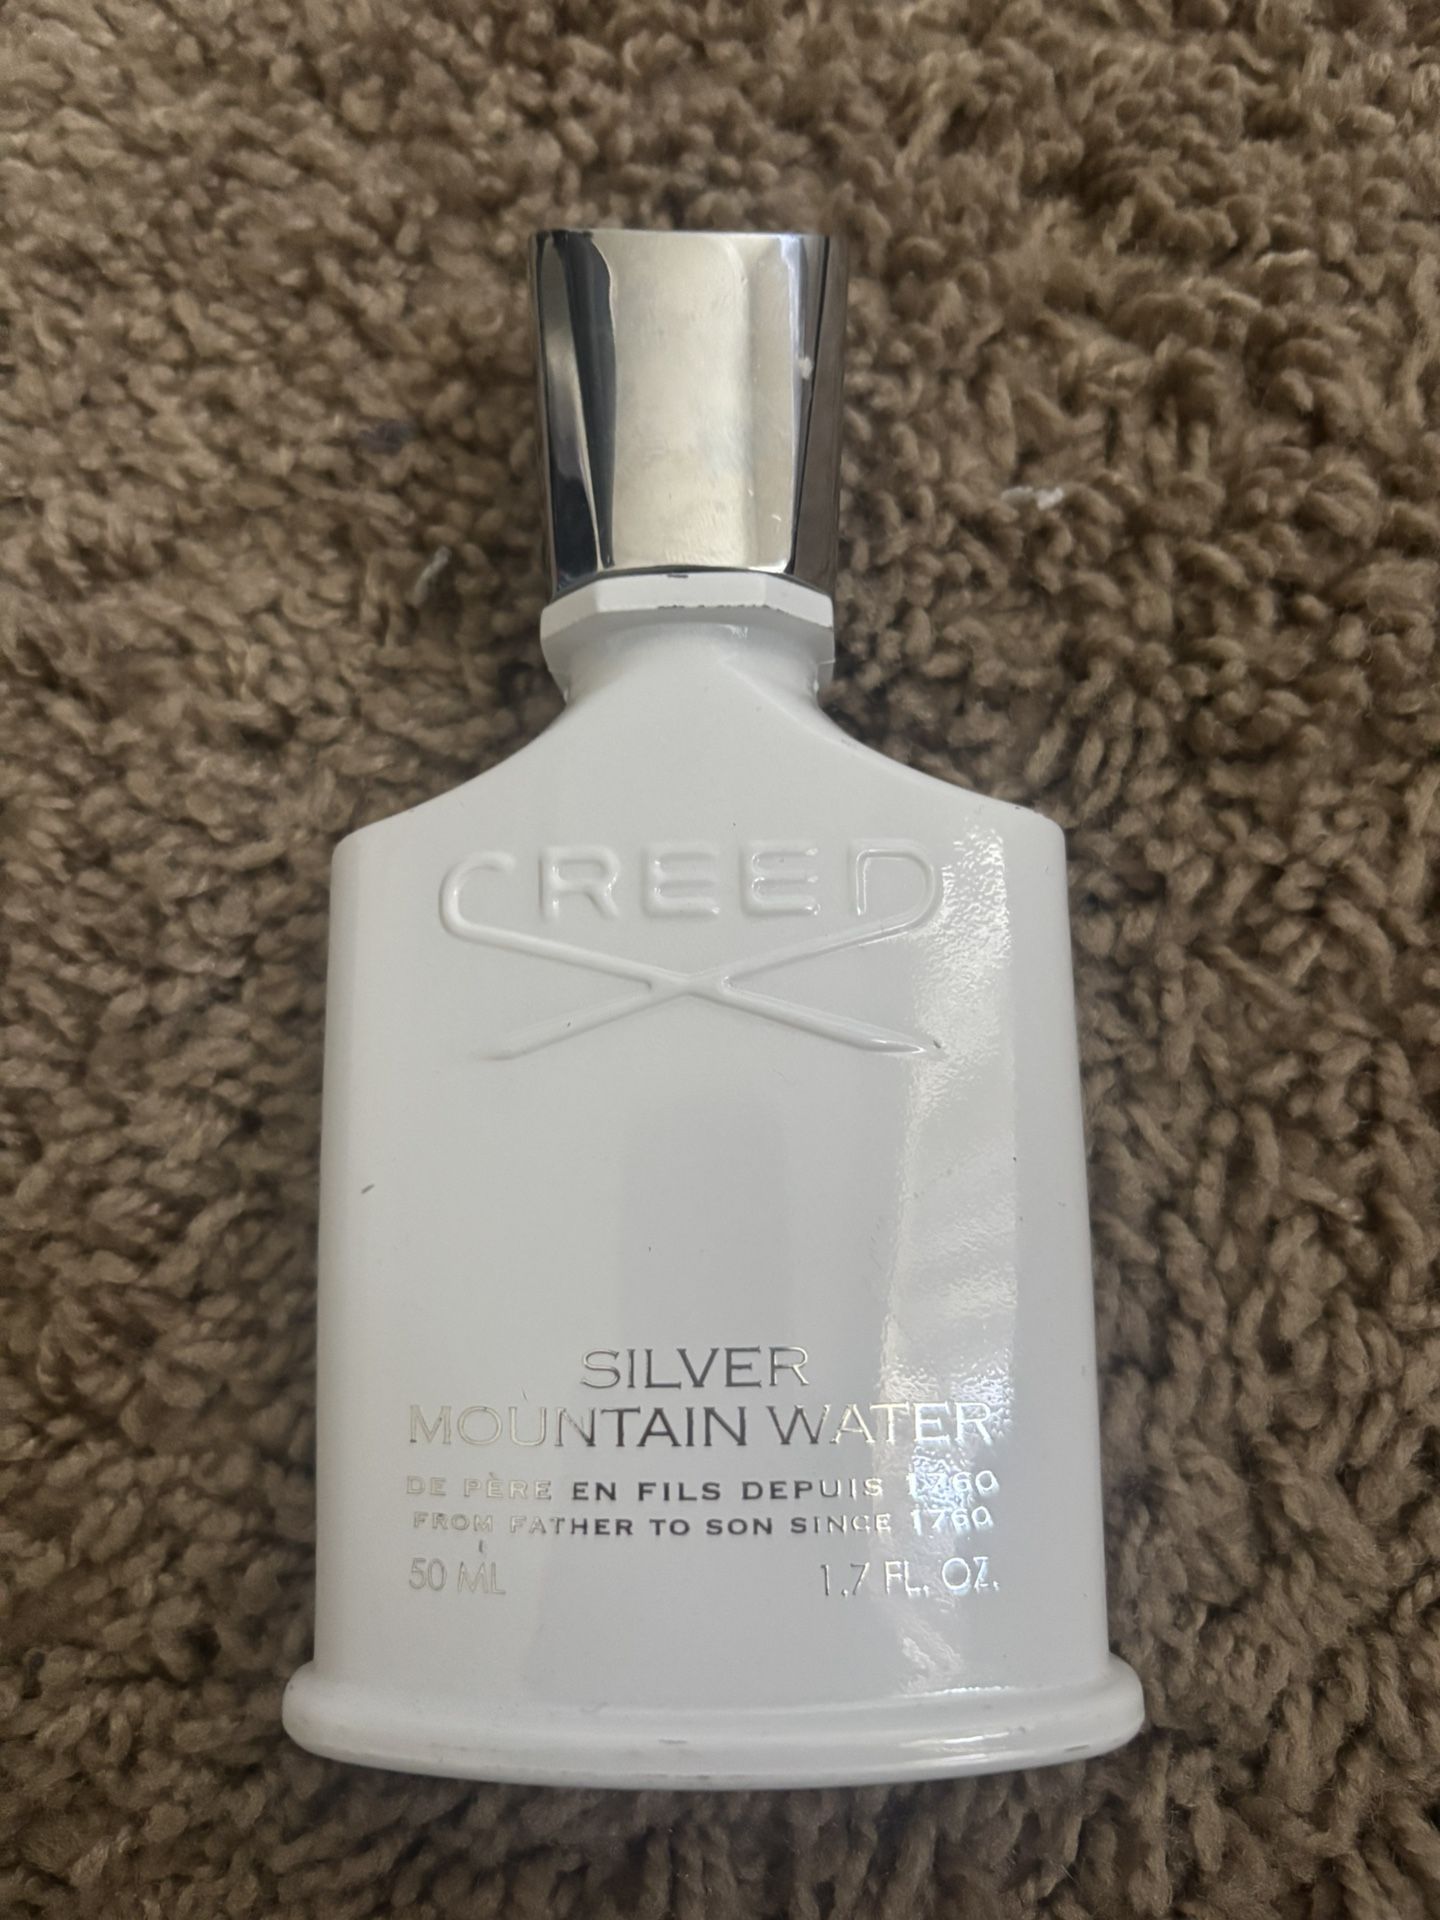 CREED
SILVER
MOUNTAIN WATER
DE PÈRE EN FILS DEPUIS 1760
FROM FATHER TO SON SINCE 1760
50 ML 1.7 FL. OZ.